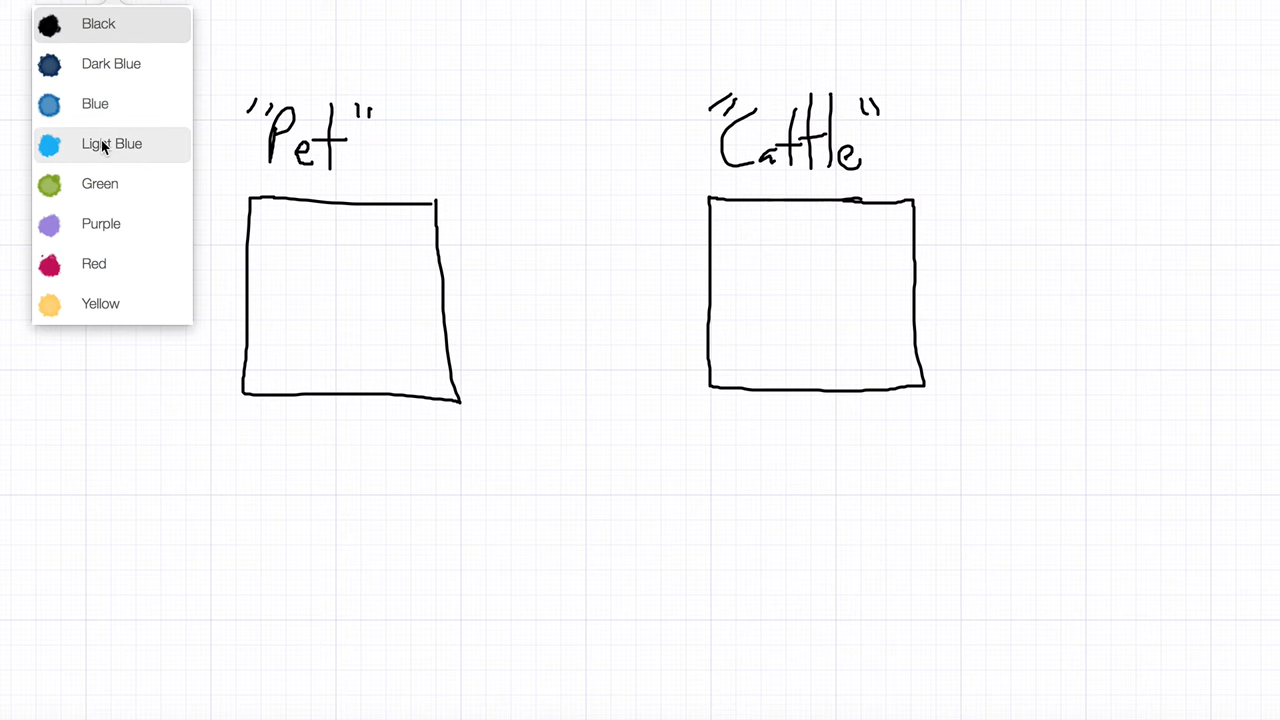 Black
Dark Blue
Blue
Light Blue
Green
Purple
Red
Yellow
"Pet"
"Cattle"